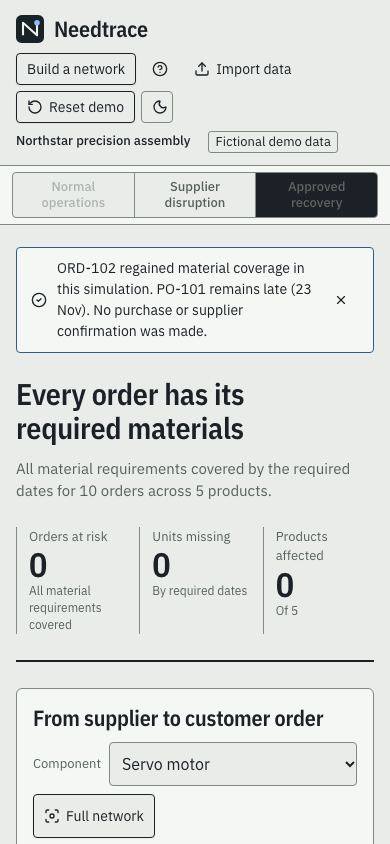 Needtrace
Build a network
Import data
Reset demo
Northstar precision assembly
Fictional demo data
Normal
operations
Supplier
disruption
Approved
recovery
ORD-102 regained material coverage in
this simulation. PO-101 remains late (23
Nov). No purchase or supplier
confirmation was made.
Every order has its
required materials
All material requirements covered by the required
dates for 10 orders across 5 products.
Orders at risk
0
All material
requirements
covered
Units missing
0
By required dates
Products
affected
0
Of 5
From supplier to customer order
Component
Servo motor
Full network